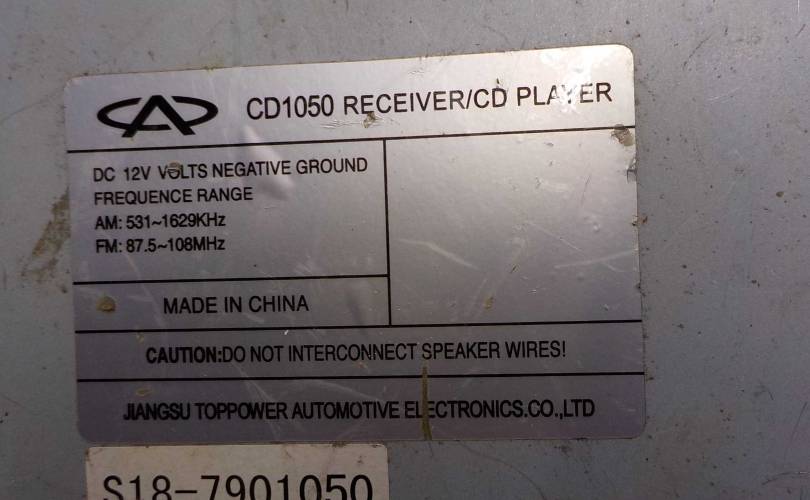 CD1050 RECEIVER/CD PLAYER
DC 12V VOLTS NEGATIVE GROUND
FREQUENCE RANGE
AM: 531~1629KHz
FM: 87.5~108MHz
MADE IN CHINA
CAUTION:DO NOT INTERCONNECT SPEAKER WIRES!
JIANGSU TOPPOWER AUTOMOTIVE ELECTRONICS.CO.,LTD
S18-7901050